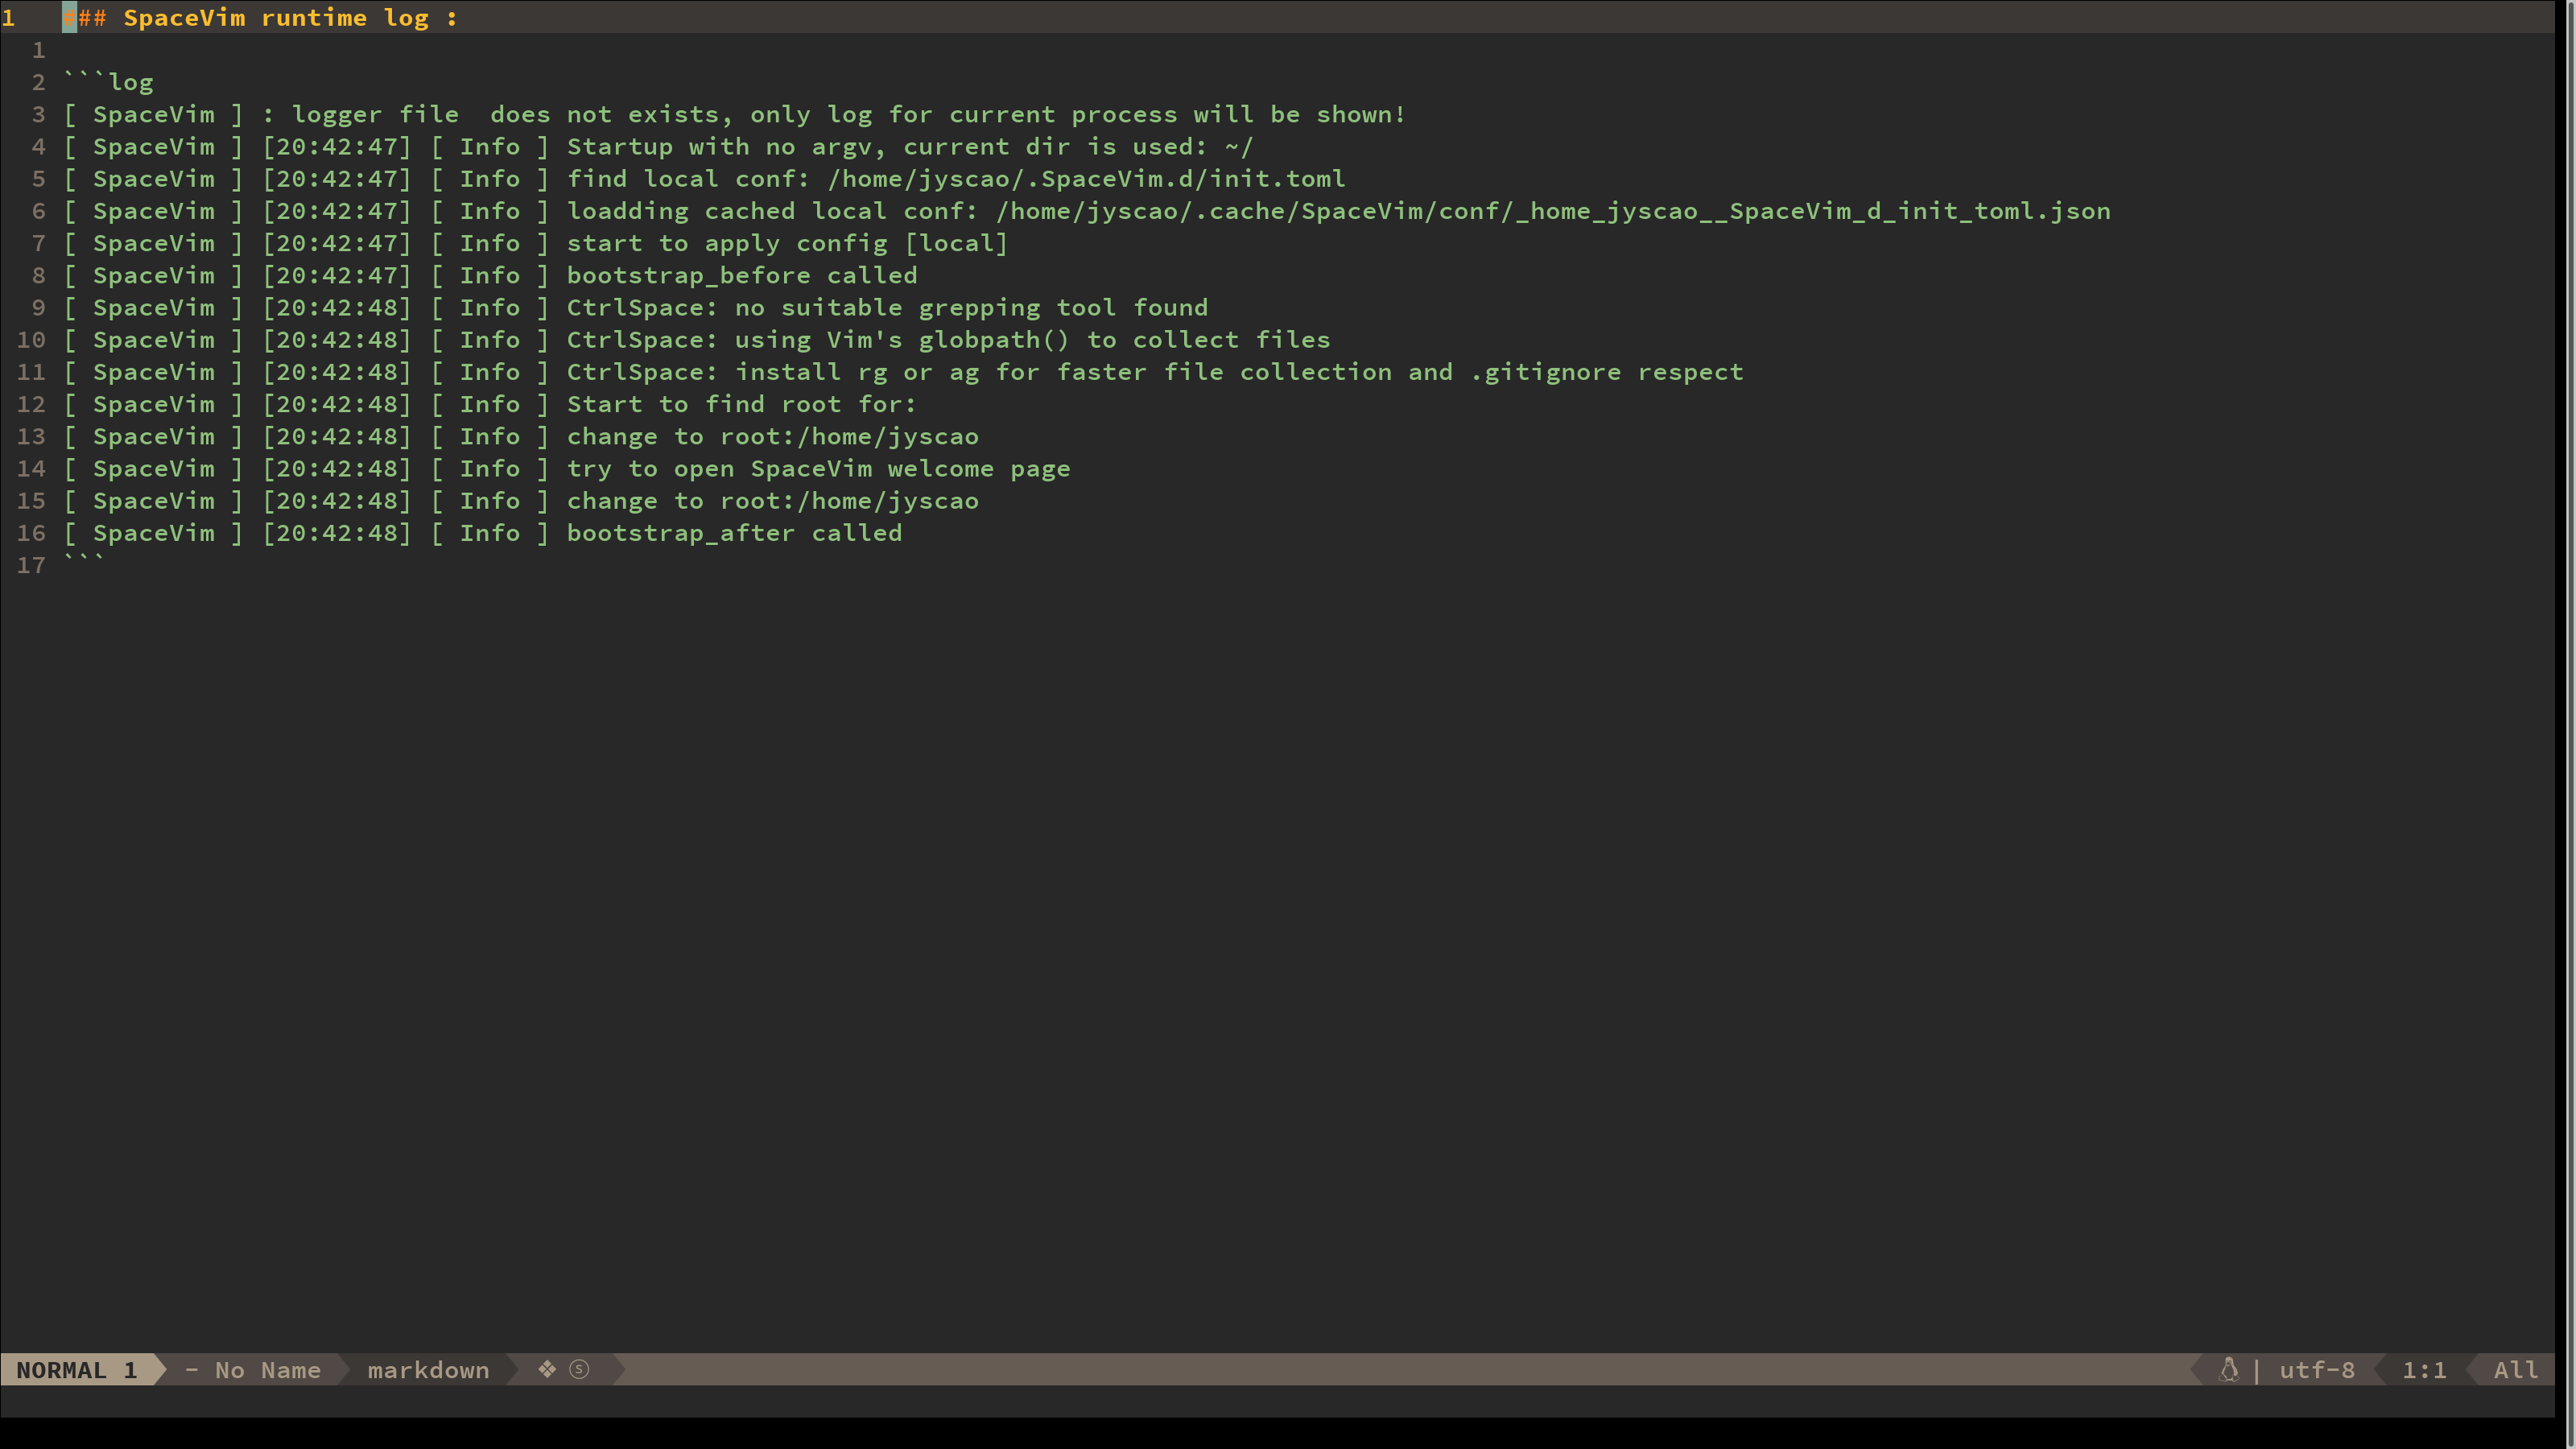 1 ### SpaceVim runtime log :
1
2 ```log
3 [ SpaceVim ] : logger file  does not exists, only log for current process will be shown!
4 [ SpaceVim ] [20:42:47] [ Info ] Startup with no argv, current dir is used: ~/
5 [ SpaceVim ] [20:42:47] [ Info ] find local conf: /home/jyscao/.SpaceVim.d/init.toml
6 [ SpaceVim ] [20:42:47] [ Info ] loadding cached local conf: /home/jyscao/.cache/SpaceVim/conf/_home_jyscao__SpaceVim_d_init_toml.json
7 [ SpaceVim ] [20:42:47] [ Info ] start to apply config [local]
8 [ SpaceVim ] [20:42:47] [ Info ] bootstrap_before called
9 [ SpaceVim ] [20:42:48] [ Info ] CtrlSpace: no suitable grepping tool found
10 [ SpaceVim ] [20:42:48] [ Info ] CtrlSpace: using Vim's globpath() to collect files
11 [ SpaceVim ] [20:42:48] [ Info ] CtrlSpace: install rg or ag for faster file collection and .gitignore respect
12 [ SpaceVim ] [20:42:48] [ Info ] Start to find root for:
13 [ SpaceVim ] [20:42:48] [ Info ] change to root:/home/jyscao
14 [ SpaceVim ] [20:42:48] [ Info ] try to open SpaceVim welcome page
15 [ SpaceVim ] [20:42:48] [ Info ] change to root:/home/jyscao
16 [ SpaceVim ] [20:42:48] [ Info ] bootstrap_after called
17 ```
NORMAL 1 - No Name markdown ❖ ⓢ | utf-8 1:1 All